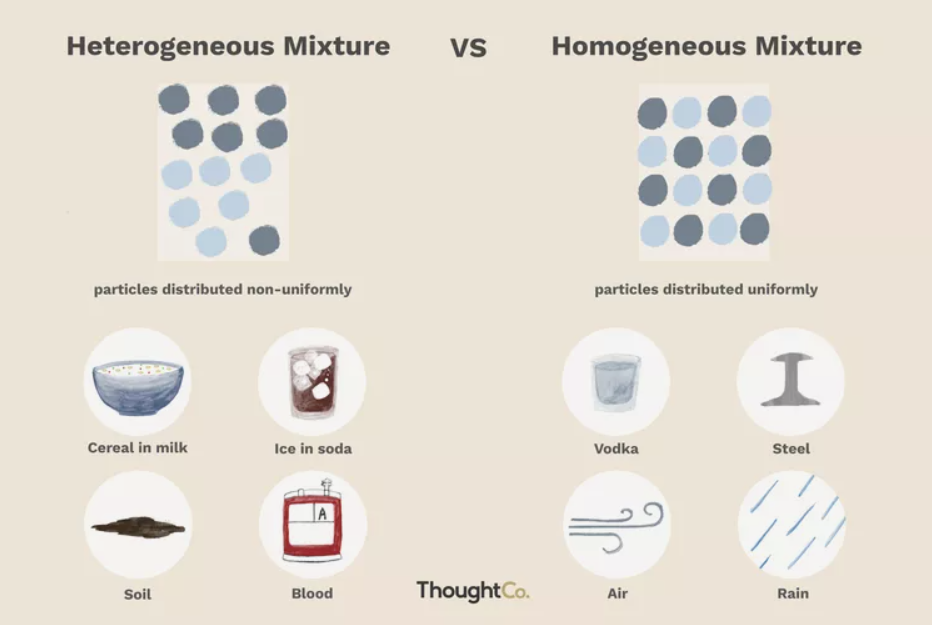 Heterogeneous Mixture
VS
Homogeneous Mixture
particles distributed non-uniformly
particles distributed uniformly
Cereal in milk
Ice in soda
Vodka
Steel
A
Soil
Blood
ThoughtCo.
Air
Rain